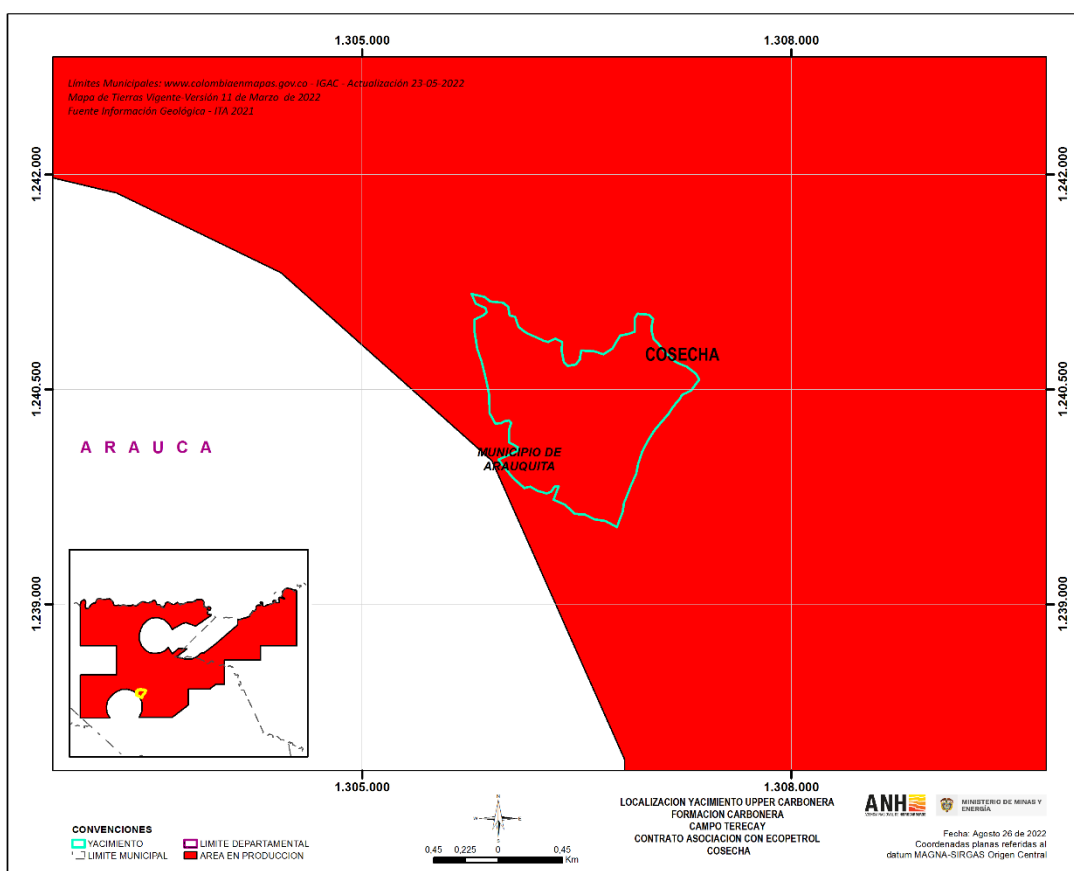 1.305.000
1.308.000
Limites Municipales: www.colombiaenmapas.gov.co - IGAC - Actualización 23-05-2022
Mapa de Tierras Vigente-Versión 11 de Marzo de 2022
Fuente Información Geológico - ITA 2021
1.242.000
1.242.000
COSECHA
1.240.500
1.240.500
A R A U C A
MUNICIPIO DE
ARAUQUITA
1.239.000
1.239.000
1.305.000
1.308.000
CONVENCIONES
YACIMIENTO
LIMITE DEPARTAMENTAL
LIMITE MUNICIPAL
AREA EN PRODUCCION
N
W
E
S
0,45 0,225 0 0,45
Km
LOCALIZACIÓN YACIMIENTO UPPER CARBONERA
FORMACION CARBONERA
CAMPO TERECAY
CONTRATO ASOCIACION CON ECOPETROL
COSECHA
ANH
MINISTERIO DE MINAS Y
ENERGÍA
Fecha: Agosto 26 de 2022
Coordenadas planas referidas al
datum MAGNA-SIRGAS Origen Central